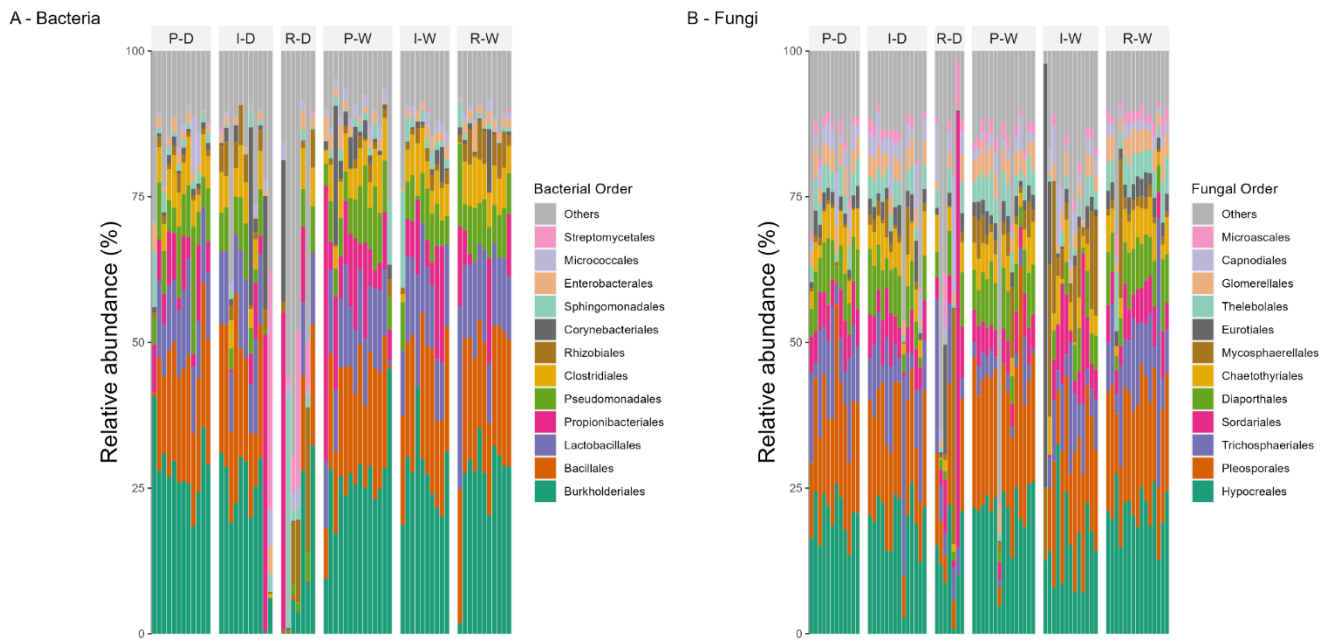 A - Bacteria
P-D I-D R-D P-W I-W R-W
Relative abundance (%)
100
75
50
25
0
Bacterial Order
Others
Streptomycetales
Micrococcales
Enterobacterales
Sphingomonadales
Corynebacteriales
Rhizobiales
Clostridiales
Pseudomonadales
Propionibacteriales
Lactobacillales
Bacillales
Burkholderiales
B - Fungi
P-D I-D R-D P-W I-W R-W
Relative abundance (%)
100
75
50
25
0
Fungal Order
Others
Microascales
Capnodiales
Glomerellales
Thelebolales
Eurotiales
Mycosphaerellales
Chaetothyriales
Diaporthales
Sordariales
Trichosphaeriales
Pleosporales
Hypocreales